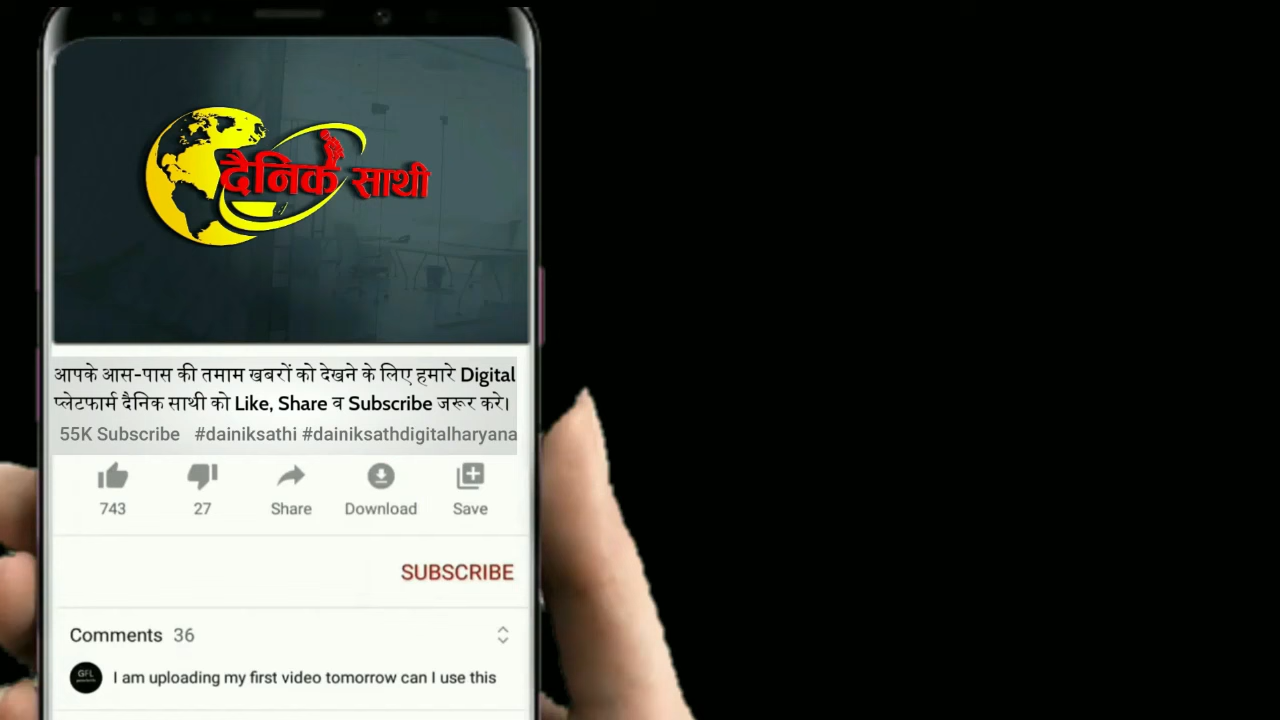 दैनिक साथी
आपके आस-पास की तमाम खबरों को देखने के लिए हमारे Digital
प्लेटफार्म दैनिक साथी को Like, Share व Subscribe जरूर करे।
55K Subscribe #dainiksathi #dainiksathdigitalharyana
743 27 Share Download Save
SUBSCRIBE
Comments 36
GFL
I am uploading my first video tomorrow can I use this